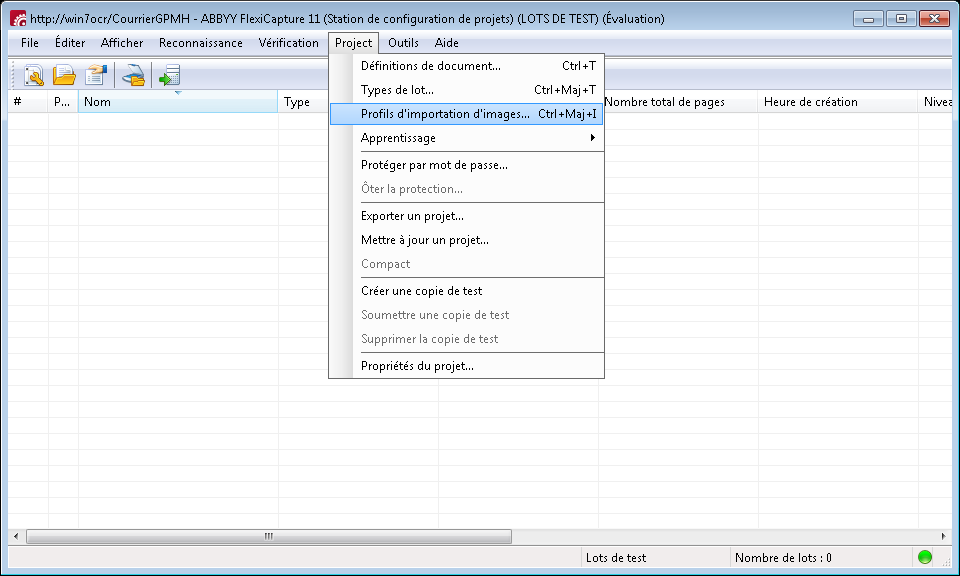 http://win7ocr/CourrierGPMH - ABBYY FlexiCapture 11 (Station de configuration de projets) (LOTS DE TEST) (Évaluation)
File Éditer Afficher Reconnaissance Vérification Project Outils Aide
# P... Nom Type Nombre total de pages Heure de création Nivea
Définitions de document... Ctrl+T
Types de lot... Ctrl+Maj+T
Profils d'importation d'images... Ctrl+Maj+I
Apprentissage
Protéger par mot de passe...
Ôter la protection...
Exporter un projet...
Mettre à jour un projet...
Compact
Créer une copie de test
Soumettre une copie de test
Supprimer la copie de test
Propriétés du projet...
Lots de test Nombre de lots : 0